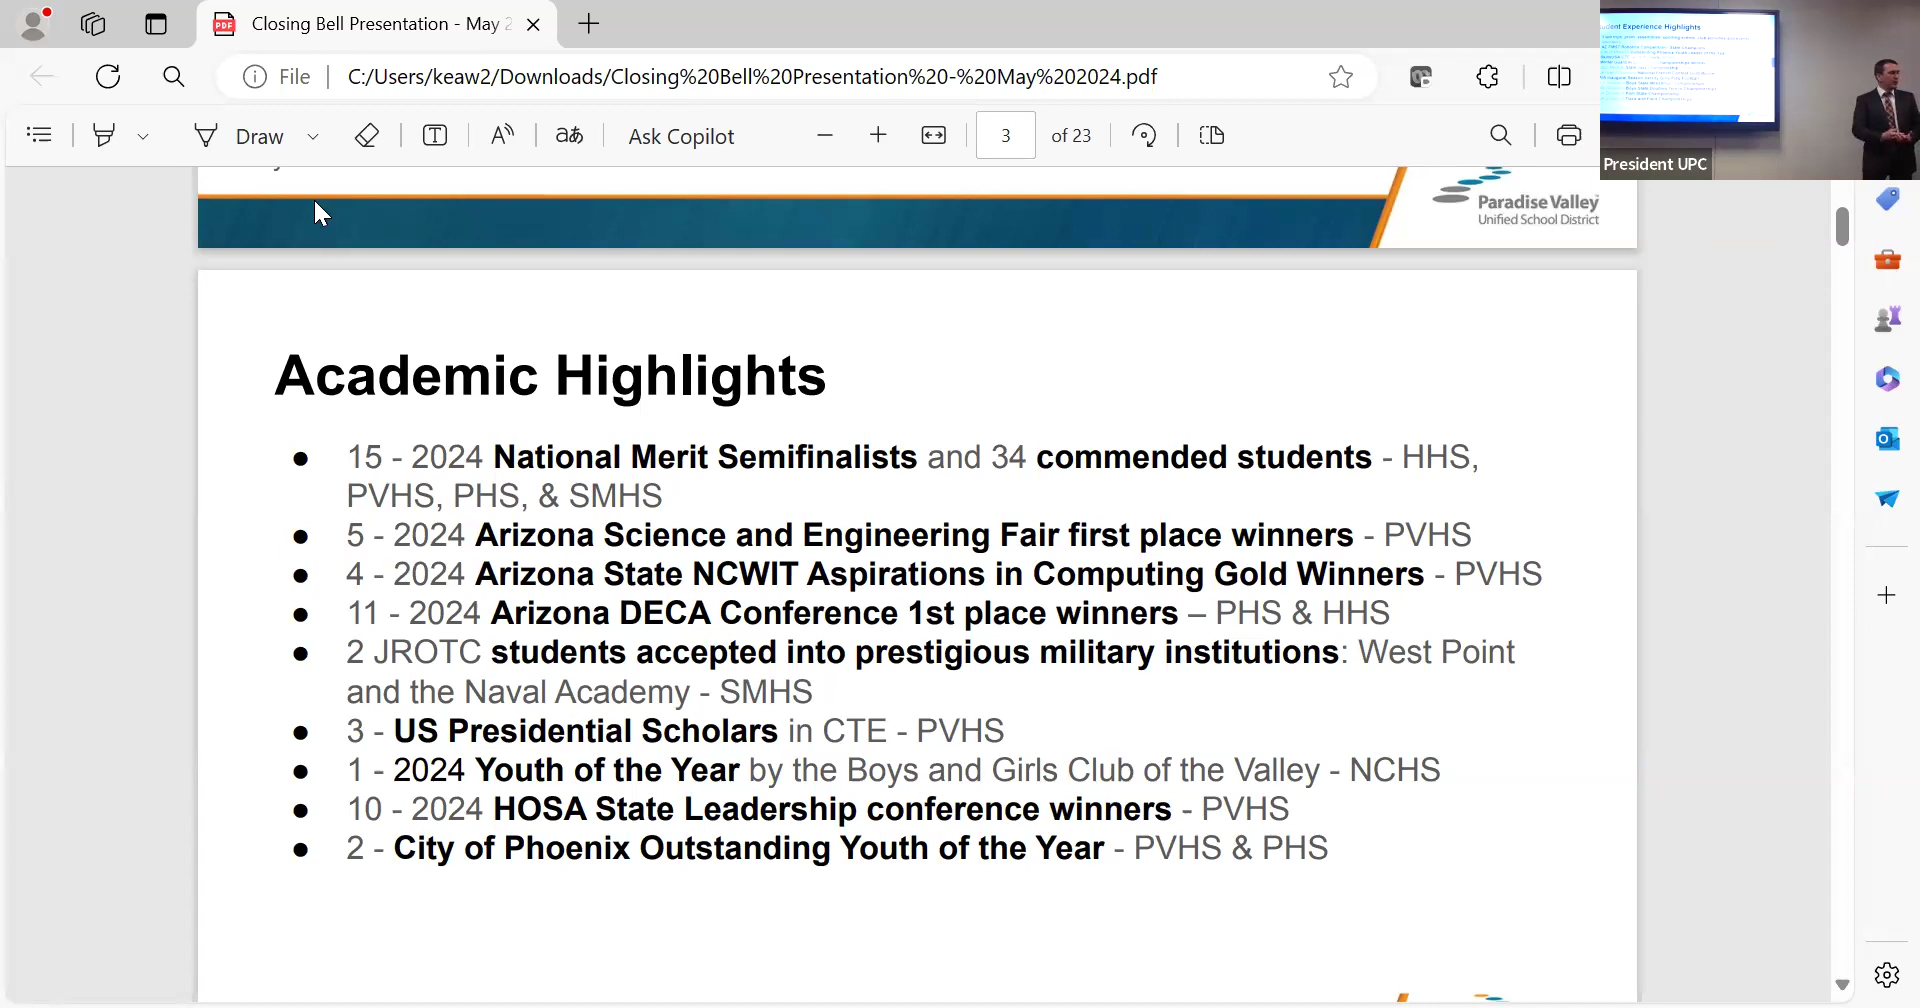 Closing Bell Presentation - May 2
File
C:/Users/keaw2/Downloads/Closing%20Bell%20Presentation%20-%20May%202024.pdf
Draw
Ask Copilot
3
of 23
Student Experience Highlights
President UPC
Paradise Valley
Unified School District
Academic Highlights
● 15 - 2024 National Merit Semifinalists and 34 commended students - HHS,
PVHS, PHS, & SMHS
● 5 - 2024 Arizona Science and Engineering Fair first place winners - PVHS
● 4 - 2024 Arizona State NCWIT Aspirations in Computing Gold Winners - PVHS
● 11 - 2024 Arizona DECA Conference 1st place winners – PHS & HHS
● 2 JROTC students accepted into prestigious military institutions: West Point
and the Naval Academy - SMHS
● 3 - US Presidential Scholars in CTE - PVHS
● 1 - 2024 Youth of the Year by the Boys and Girls Club of the Valley - NCHS
● 10 - 2024 HOSA State Leadership conference winners - PVHS
● 2 - City of Phoenix Outstanding Youth of the Year - PVHS & PHS